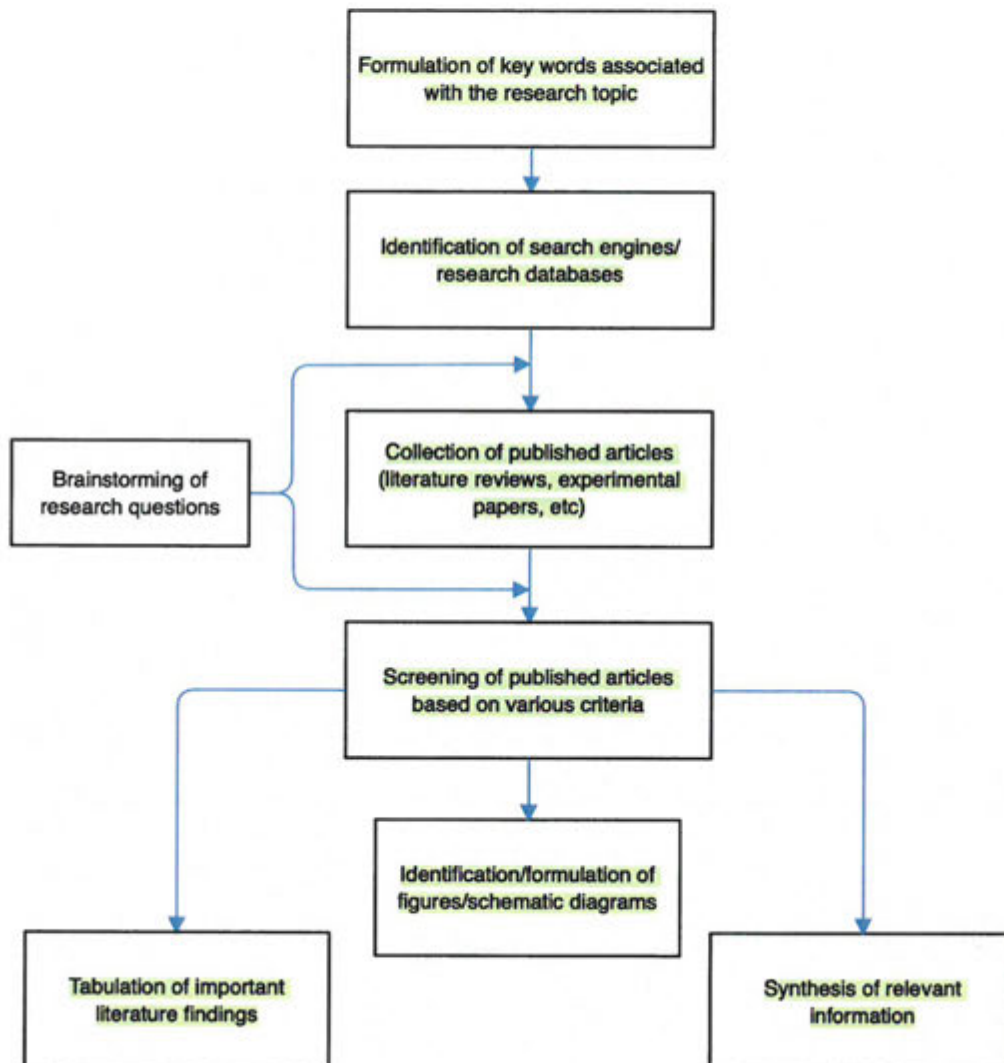 Formulation of key words associated
with the research topic
Identification of search engines/
research databases
Collection of published articles
(literature reviews, experimental
papers, etc)
Brainstorming of
research questions
Screening of published articles
based on various criteria
Identification/formulation of
figures/schematic diagrams
Tabulation of important
literature findings
Synthesis of relevant
information